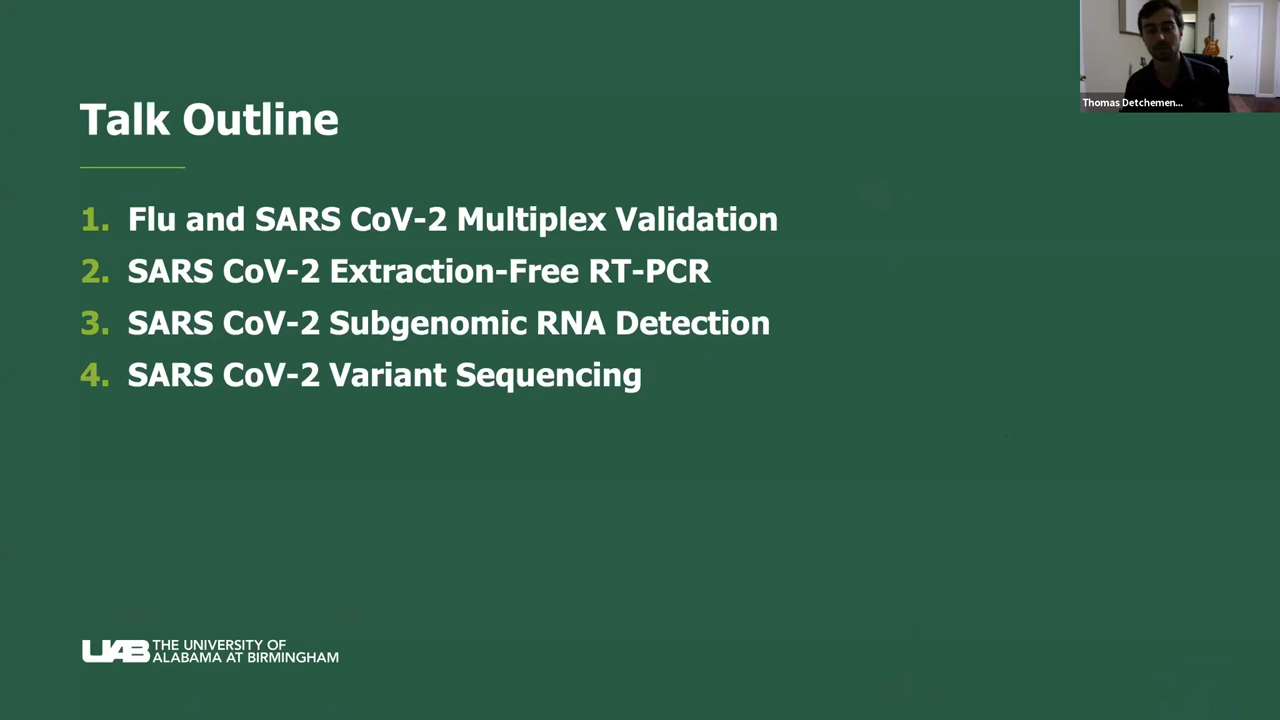 Thomas Detchemen...
Talk Outline
1. Flu and SARS CoV-2 Multiplex Validation
2. SARS CoV-2 Extraction-Free RT-PCR
3. SARS CoV-2 Subgenomic RNA Detection
4. SARS CoV-2 Variant Sequencing
UAB THE UNIVERSITY OF
ALABAMA AT BIRMINGHAM